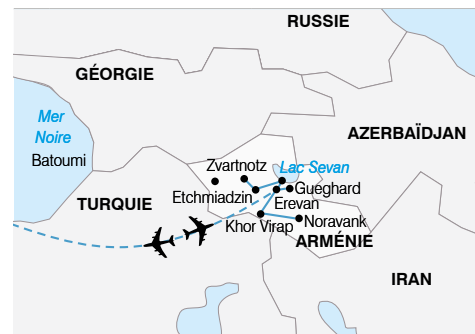 RUSSIE
GÉORGIE
Mer
Noire
Batoumi
AZERBAÏDJAN
Zvartnotz
Lac Sevan
Etchmiadzin
Gueghard
Erevan
TURQUIE
Khor Virap
Noravank
ARMÉNIE
IRAN